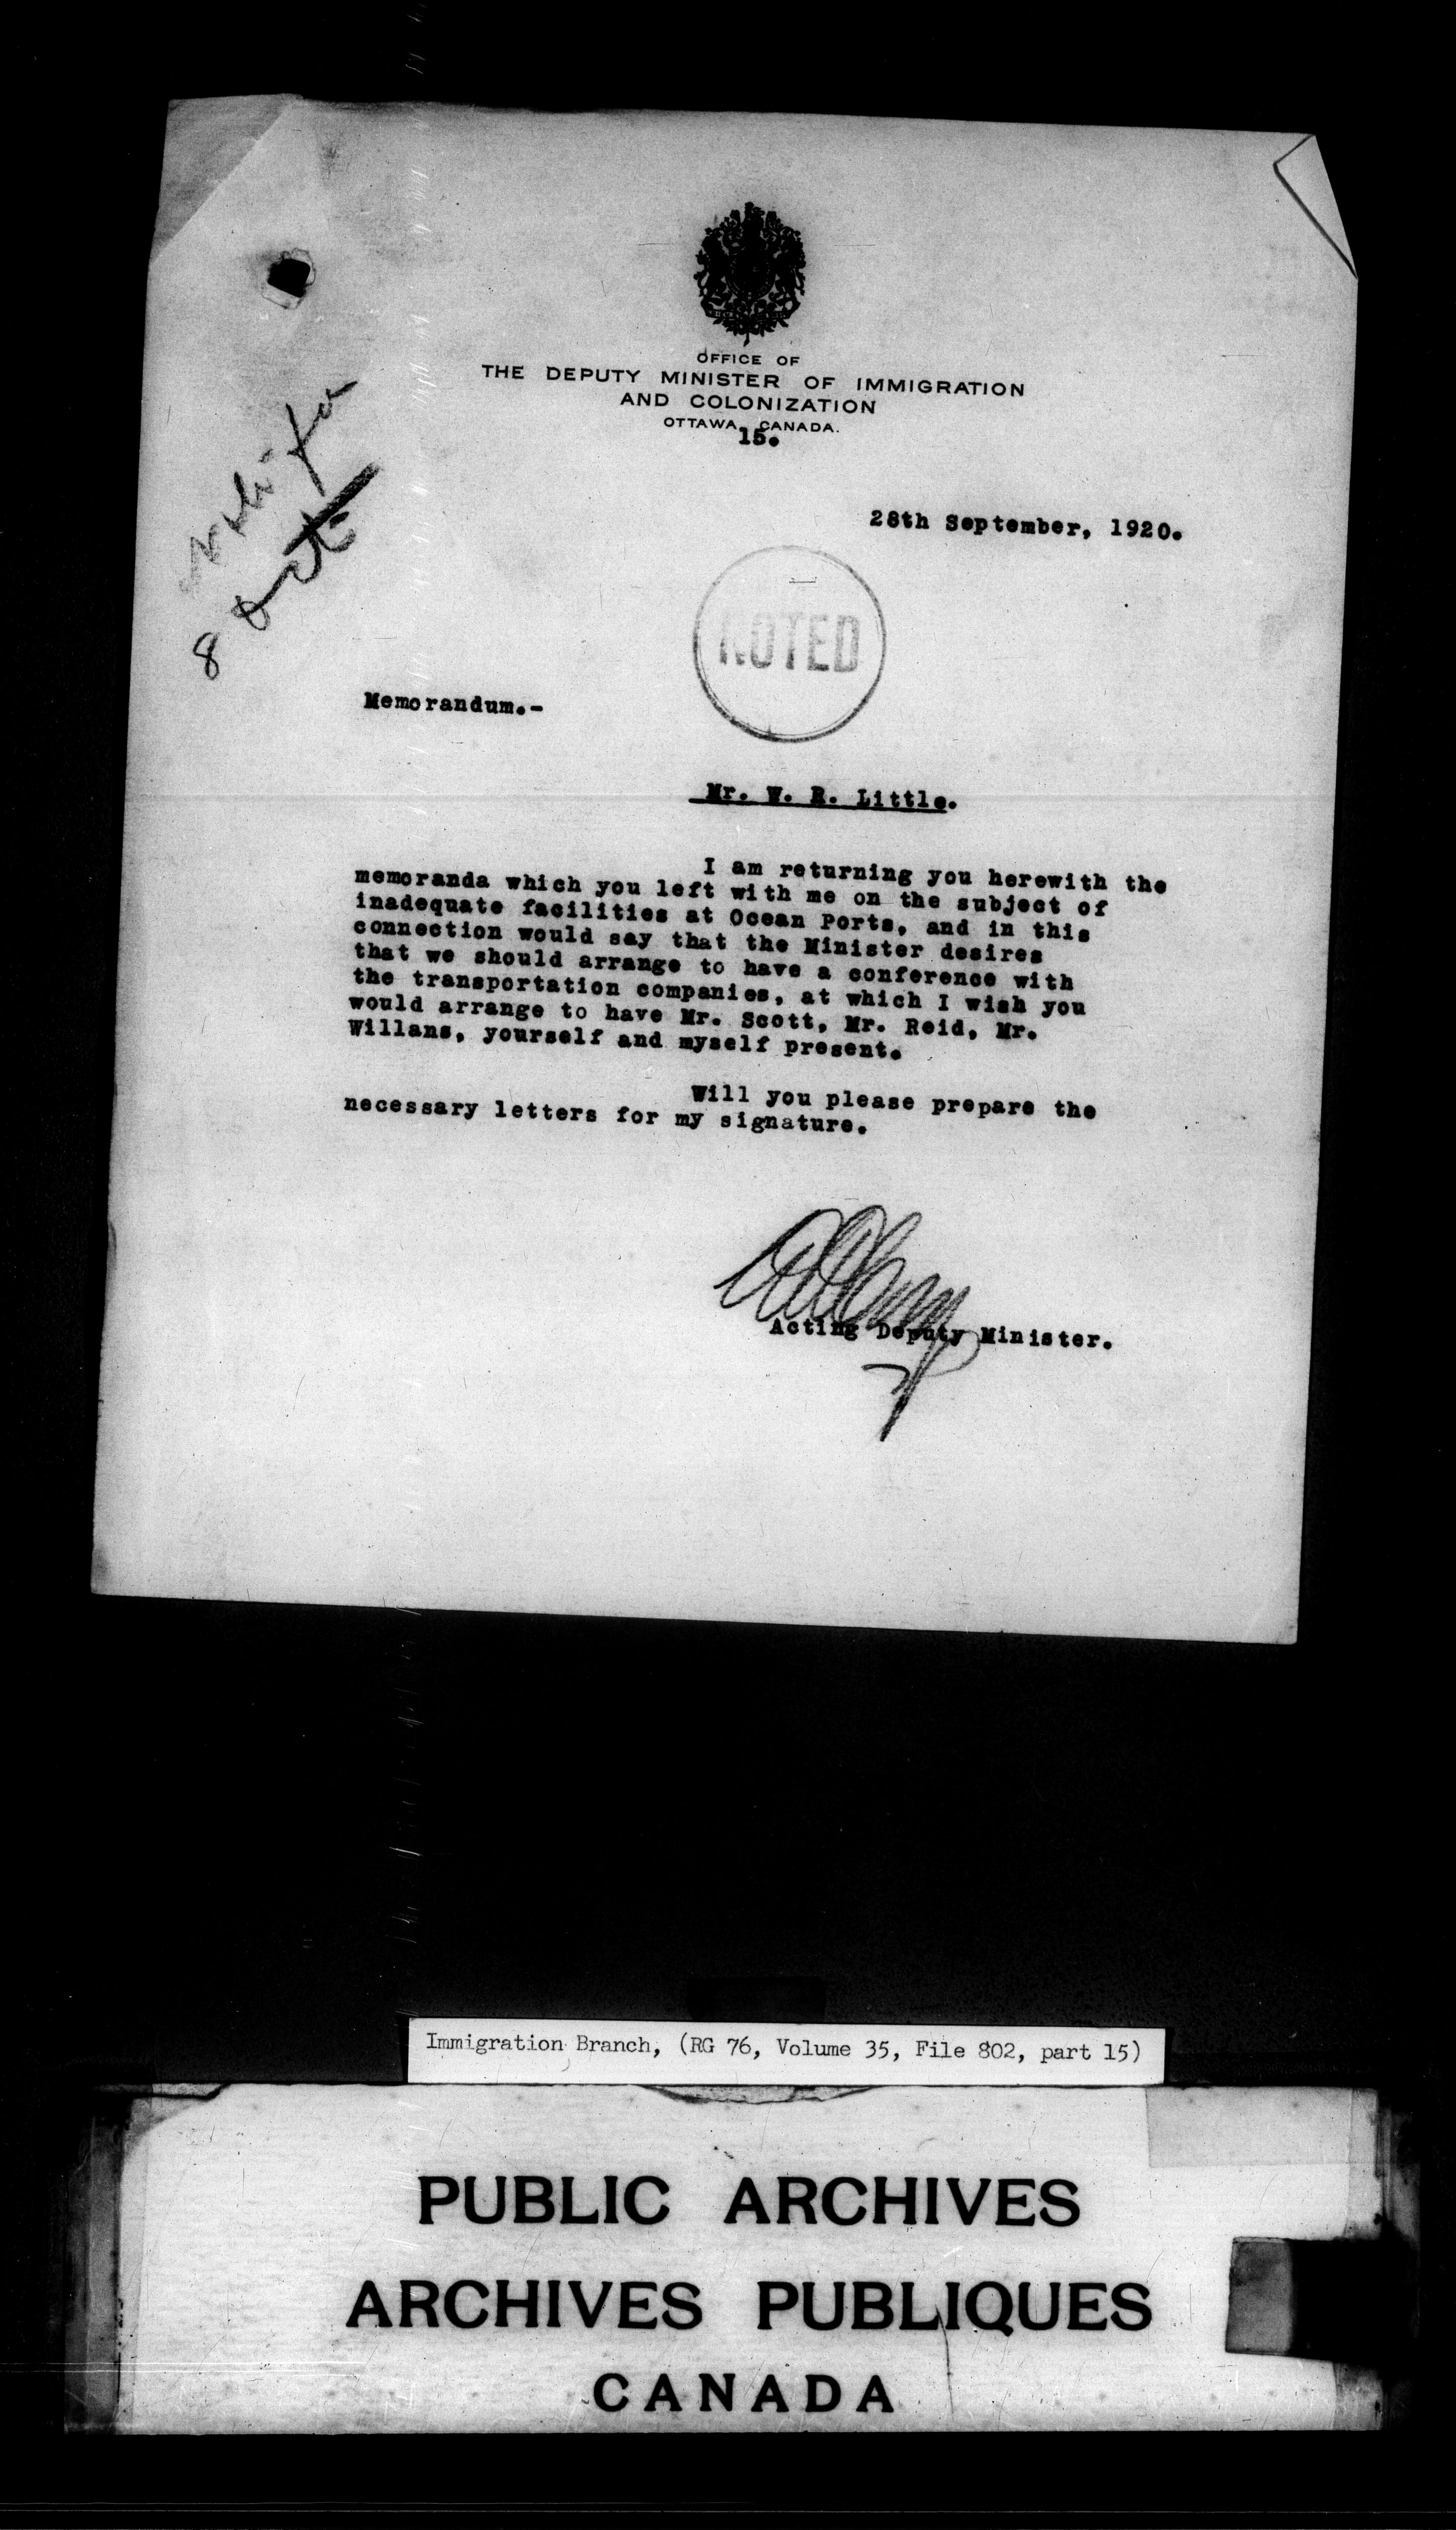 OFFICE OF
THE DEPUTY MINISTER OF IMMIGRATION
AND COLONIZATION
OTTAWA, CANADA.
15.
28th September, 1920.
NOTED
8 Oct
Memorandum.-
Mr. W. R. Little.
I am returning you herewith the
memoranda which you left with me on the subject of
inadequate facilities at Ocean Ports, and in this
connection would say that the Minister desires
that we should arrange to have a conference with
the transportation companies, at which I wish you
would arrange to have Mr. Scott, Mr. Reid, Mr.
Willans, yourself and myself present.
Will you please prepare the
necessary letters for my signature.
Acting Deputy Minister.
Immigration Branch, (RG 76, Volume 35, File 802, part 15)
PUBLIC ARCHIVES
ARCHIVES PUBLIQUES
CANADA